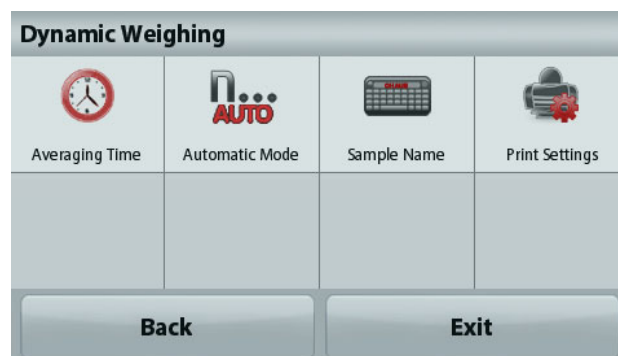 Dynamic Weighing
n...
AUTO
Averaging Time
Automatic Mode
Sample Name
Print Settings
Back
Exit